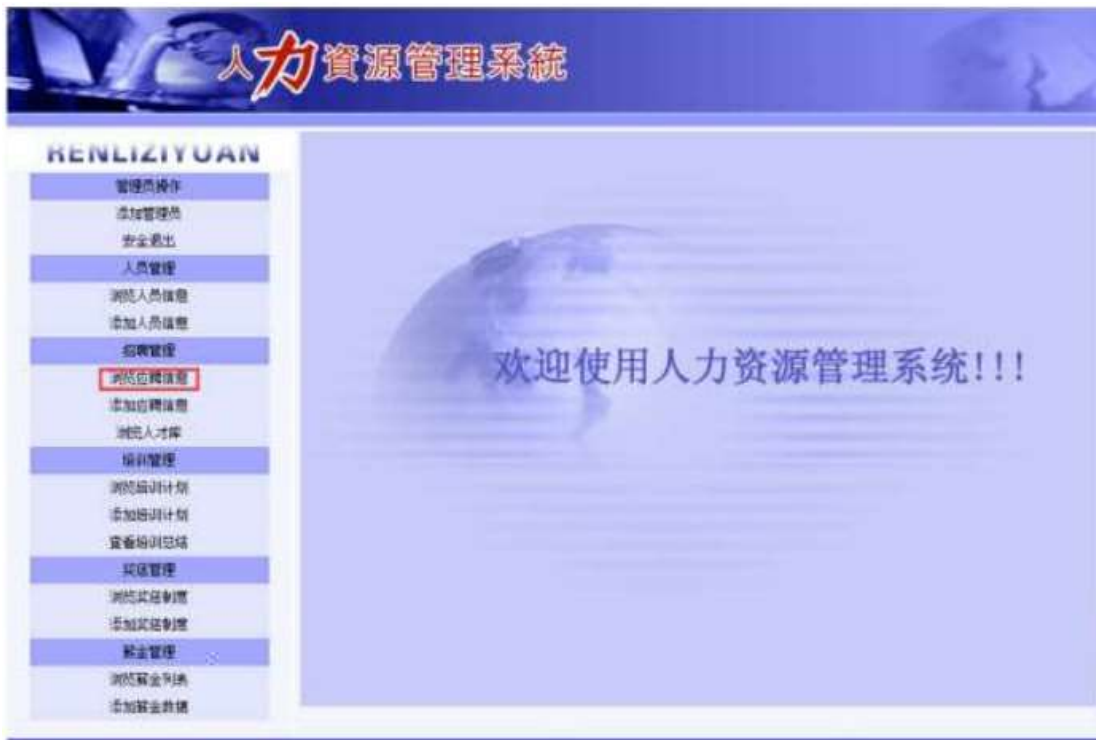 人力資源管理系統
RENLIZIYUAN
管理员操作
添加管理员
安全退出
人员管理
浏览人员信息
添加人员信息
招聘管理
浏览应聘信息
添加应聘信息
浏览人才库
培训管理
浏览培训计划
添加培训计划
查看培训总结
奖惩管理
浏览奖惩制度
添加奖惩制度
薪金管理
浏览薪金列表
添加薪金数据
欢迎使用人力资源管理系统!!!